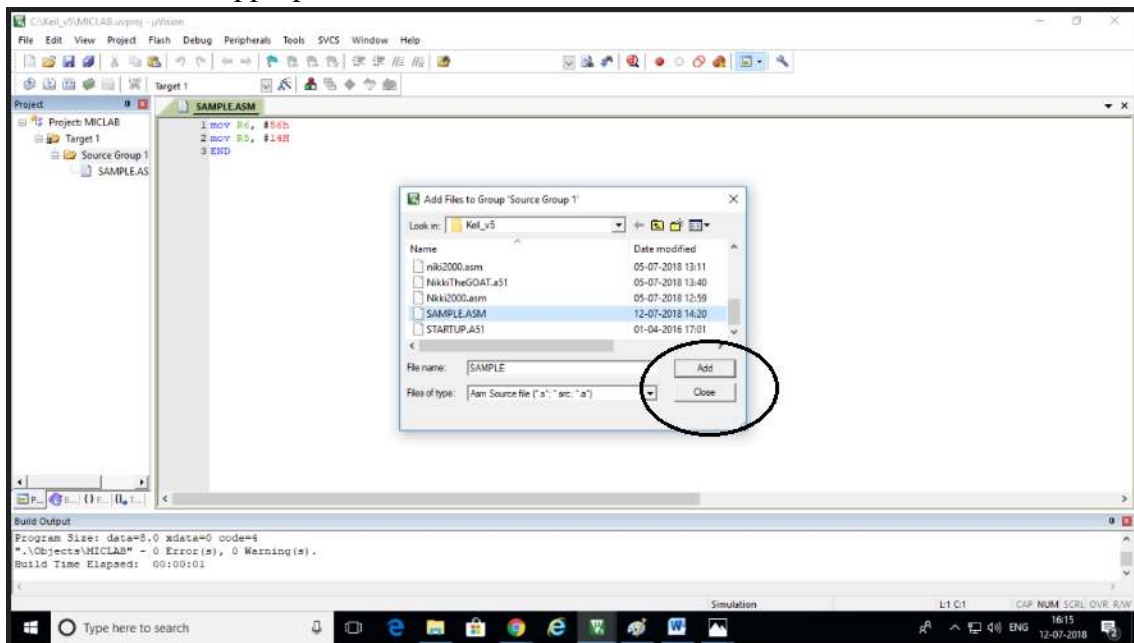 C:\Keil_v5\MICLAB.uvproj - µVision
File Edit View Project Flash Debug Peripherals Tools SVCS Window Help
Target 1
Project
SAMPLE.ASM
Project: MICLAB
Target 1
Source Group 1
SAMPLE.AS
1 mov R6, #56h
2 mov R5, #14H
3 END
Add Files to Group 'Source Group 1'
Look in: Keil_v5
Name Date modified
niki2000.asm 05-07-2018 13:11
NikkiTheGOAT.a51 05-07-2018 13:40
Nikki2000.asm 05-07-2018 12:59
SAMPLE.ASM 12-07-2018 14:20
STARTUP.A51 01-04-2016 17:01
File name: SAMPLE Add
Files of type: Asm Source file (*.s*; *.src; *.a*) Close
Build Output
Program Size: data=8.0 xdata=0 code=4
".\Objects\MICLAB" - 0 Error(s), 0 Warning(s).
Build Time Elapsed: 00:00:01
Simulation L:1 C:1 CAP NUM SCRL OVR R/W
Type here to search
ENG
16:15
12-07-2018